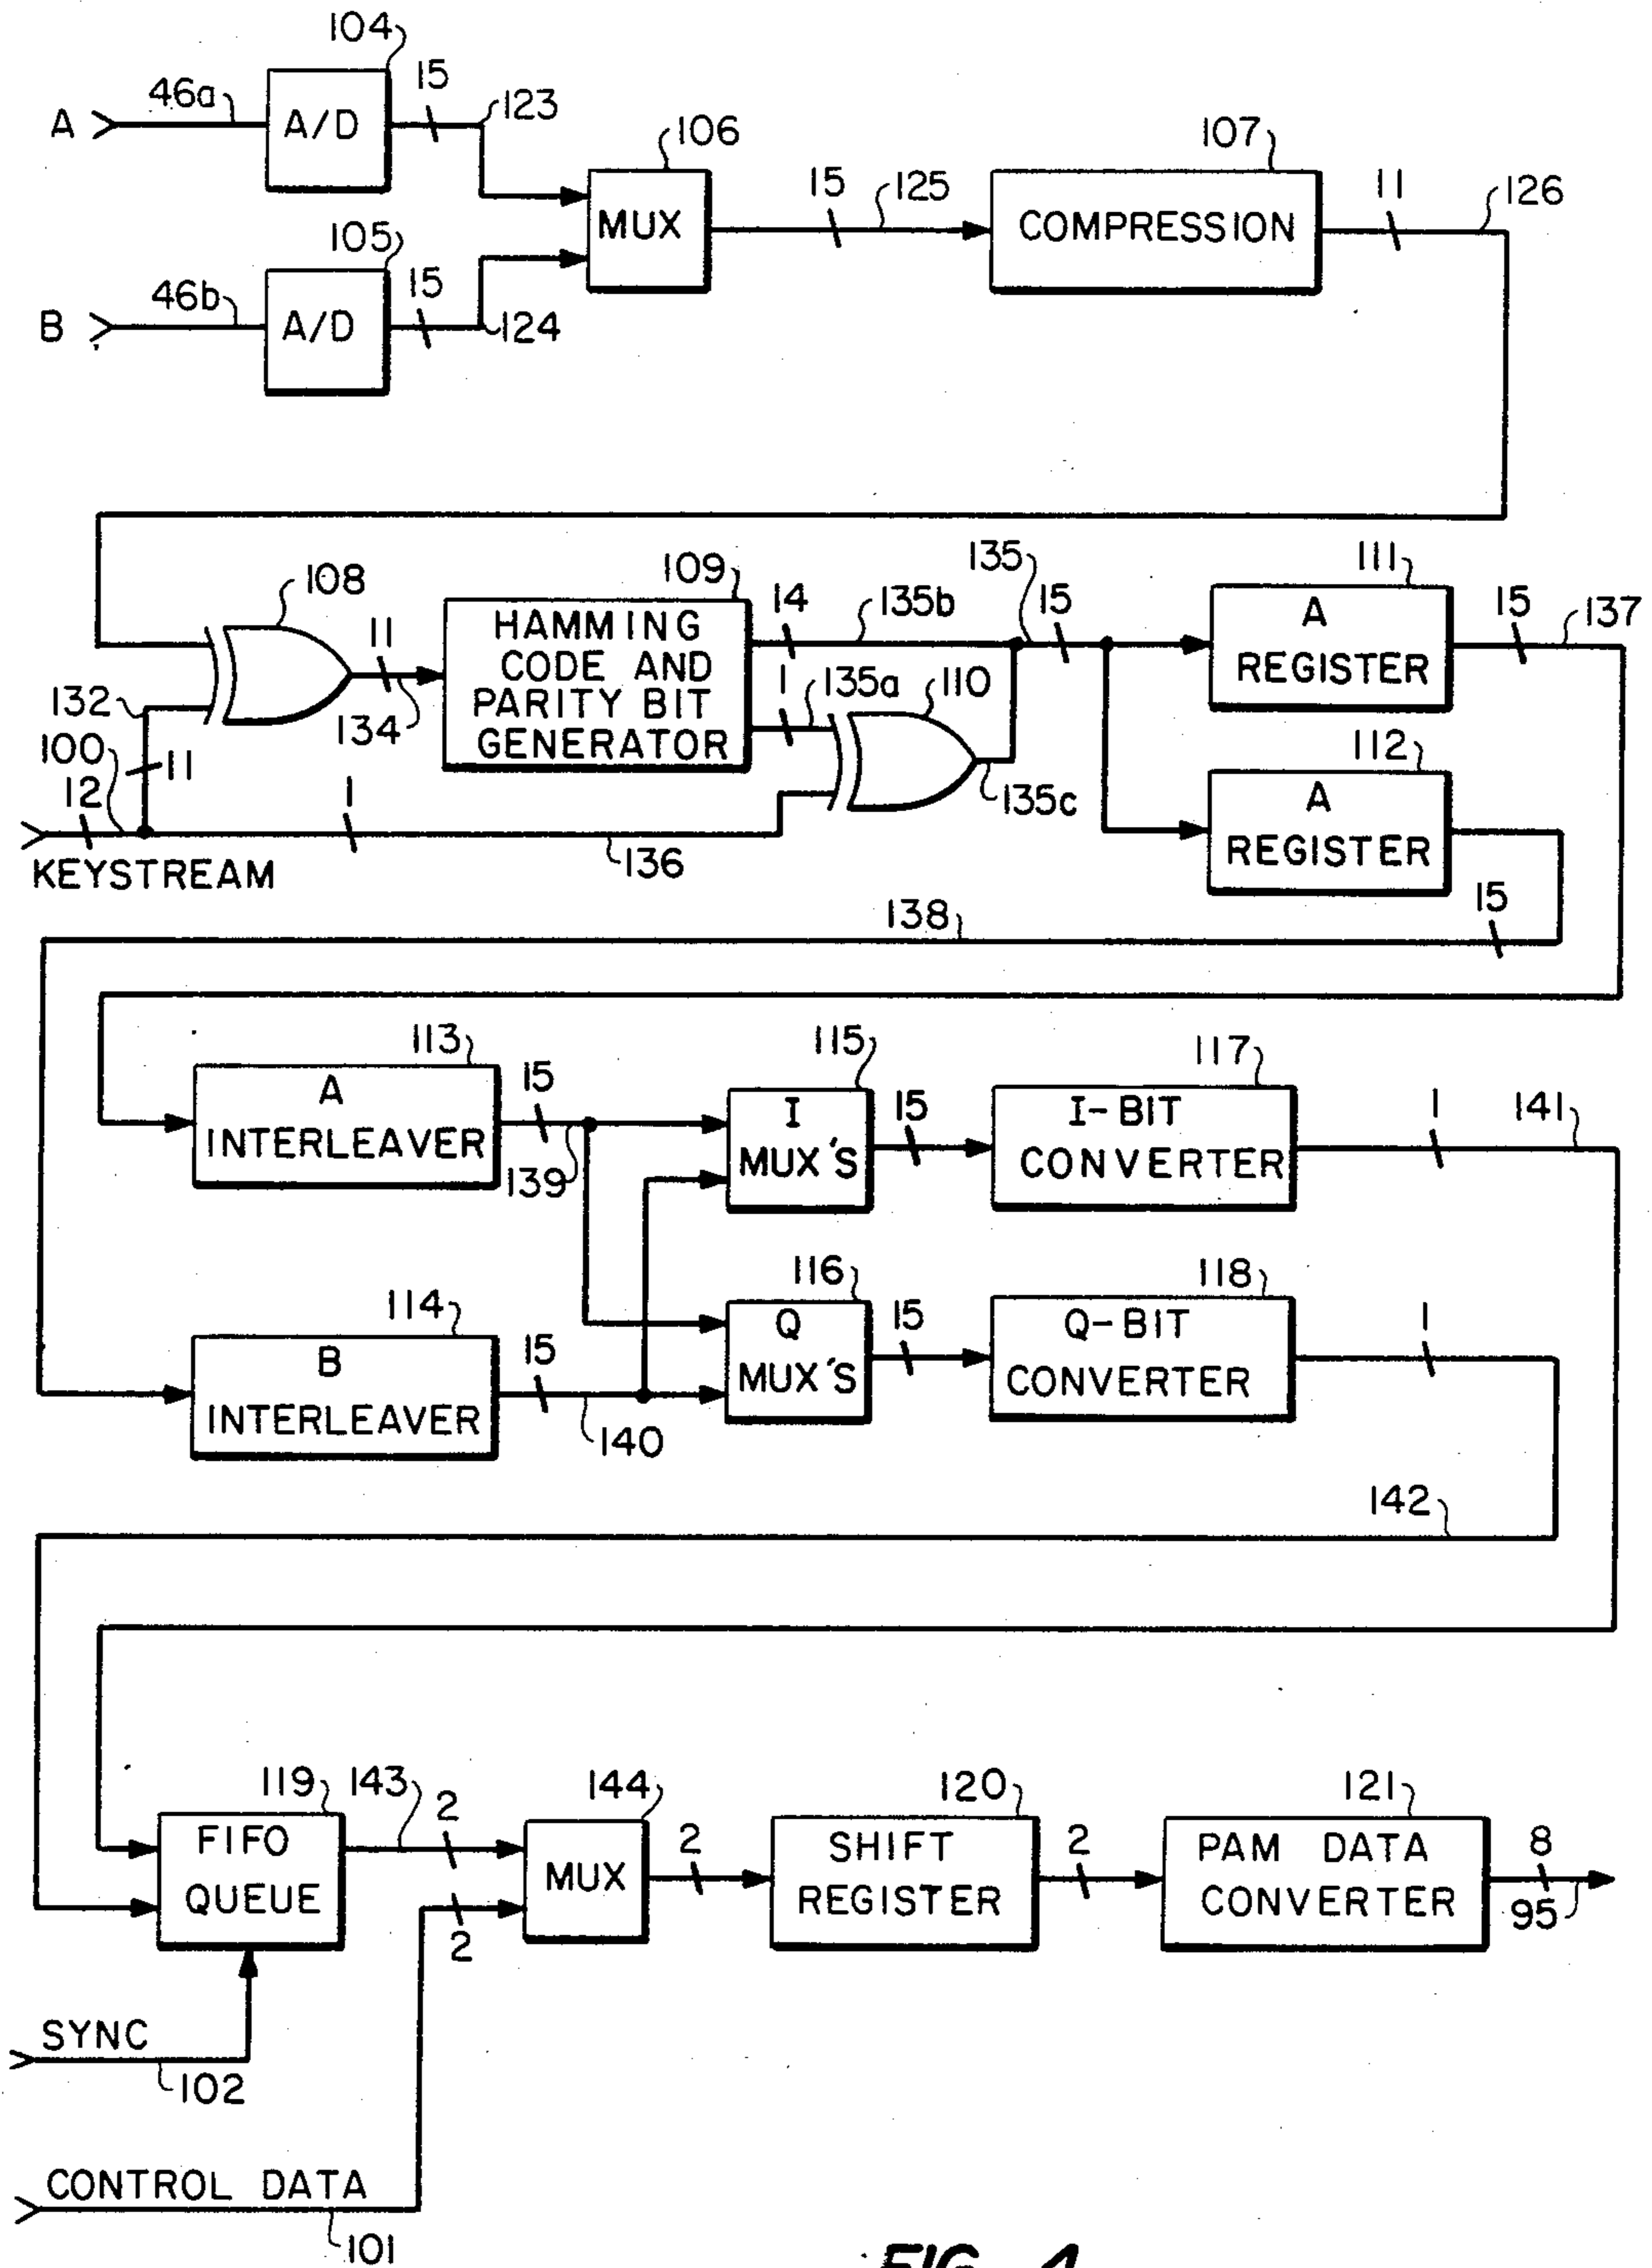 104
15
46a
123
A
A/D
106
107
15
125
11
126
MUX
COMPRESSION
105
15
46b
B
A/D
124
108
109
14
135b
135
15
111
15
137
11
HAMMING
CODE AND
PARITY BIT
GENERATOR
A
REGISTER
1
135a
110
132
134
100
11
112
12
1
135c
A
REGISTER
KEYSTREAM
136
15
138
113
15
115
117
1
141
A
INTERLEAVER
I
MUX'S
15
I-BIT
CONVERTER
139
116
118
114
15
Q
MUX'S
15
Q-BIT
CONVERTER
1
B
INTERLEAVER
140
142
119
143
2
144
120
121
FIFO
QUEUE
MUX
2
SHIFT
REGISTER
2
PAM DATA
CONVERTER
8
95
2
SYNC
102
CONTROL DATA
101